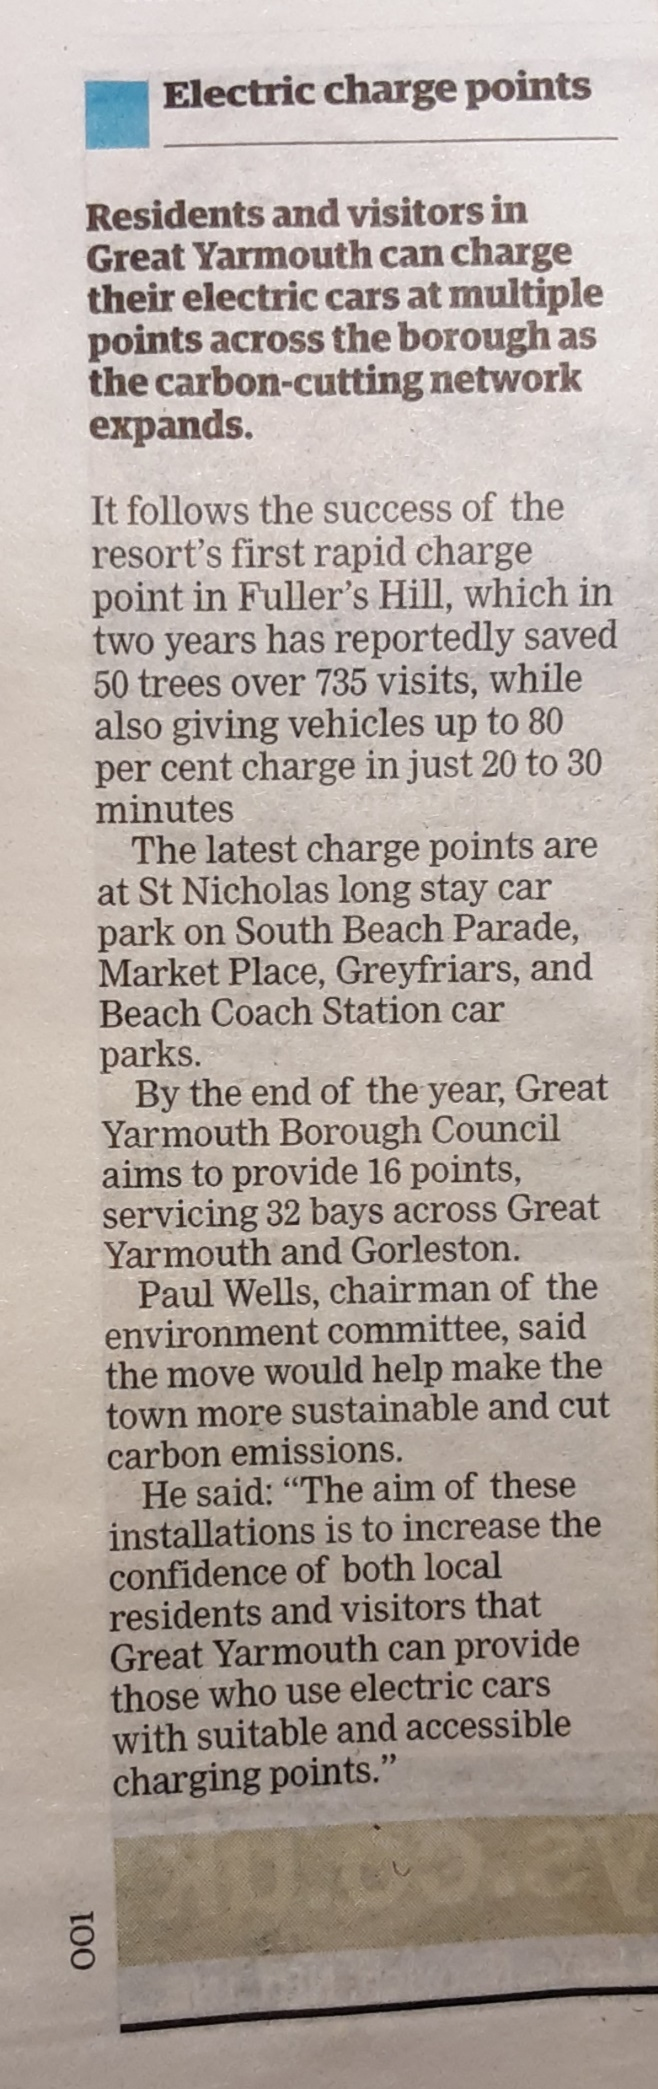 Electric charge points
Residents and visitors in
Great Yarmouth can charge
their electric cars at multiple
points across the borough as
the carbon-cutting network
expands.
It follows the success of the
resort's first rapid charge
point in Fuller's Hill, which in
two years has reportedly saved
50 trees over 735 visits, while
also giving vehicles up to 80
per cent charge in just 20 to 30
minutes
The latest charge points are
at St Nicholas long stay car
park on South Beach Parade,
Market Place, Greyfriars, and
Beach Coach Station car
parks.
By the end of the year, Great
Yarmouth Borough Council
aims to provide 16 points,
servicing 32 bays across Great
Yarmouth and Gorleston.
Paul Wells, chairman of the
environment committee, said
the move would help make the
town more sustainable and cut
carbon emissions.
He said: “The aim of these
installations is to increase the
confidence of both local
residents and visitors that
Great Yarmouth can provide
those who use electric cars
with suitable and accessible
charging points.”
001